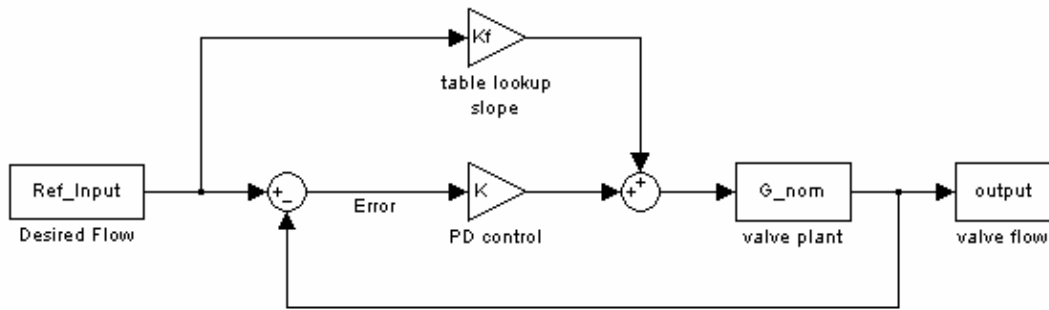 Kf
table lookup
slope
Ref_Input
Desired Flow
+
−
Error
K
PD control
+
+
G_nom
valve plant
output
valve flow